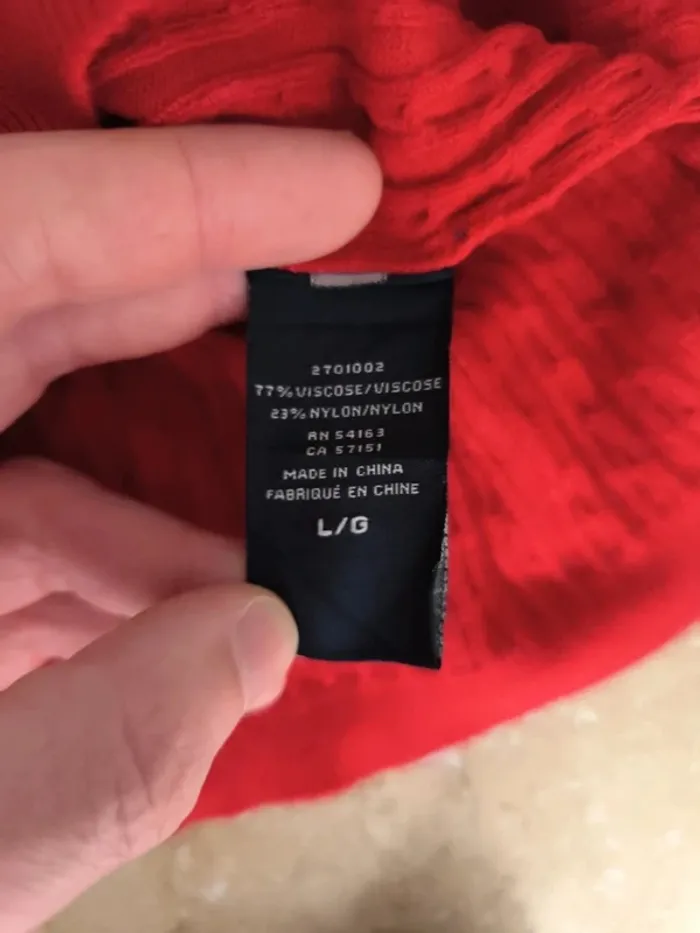 2701002
77% VISCOSE/VISCOSE
23% NYLON/NYLON
RN 54163
CA 57151
MADE IN CHINA
FABRIQUÉ EN CHINE
L/G